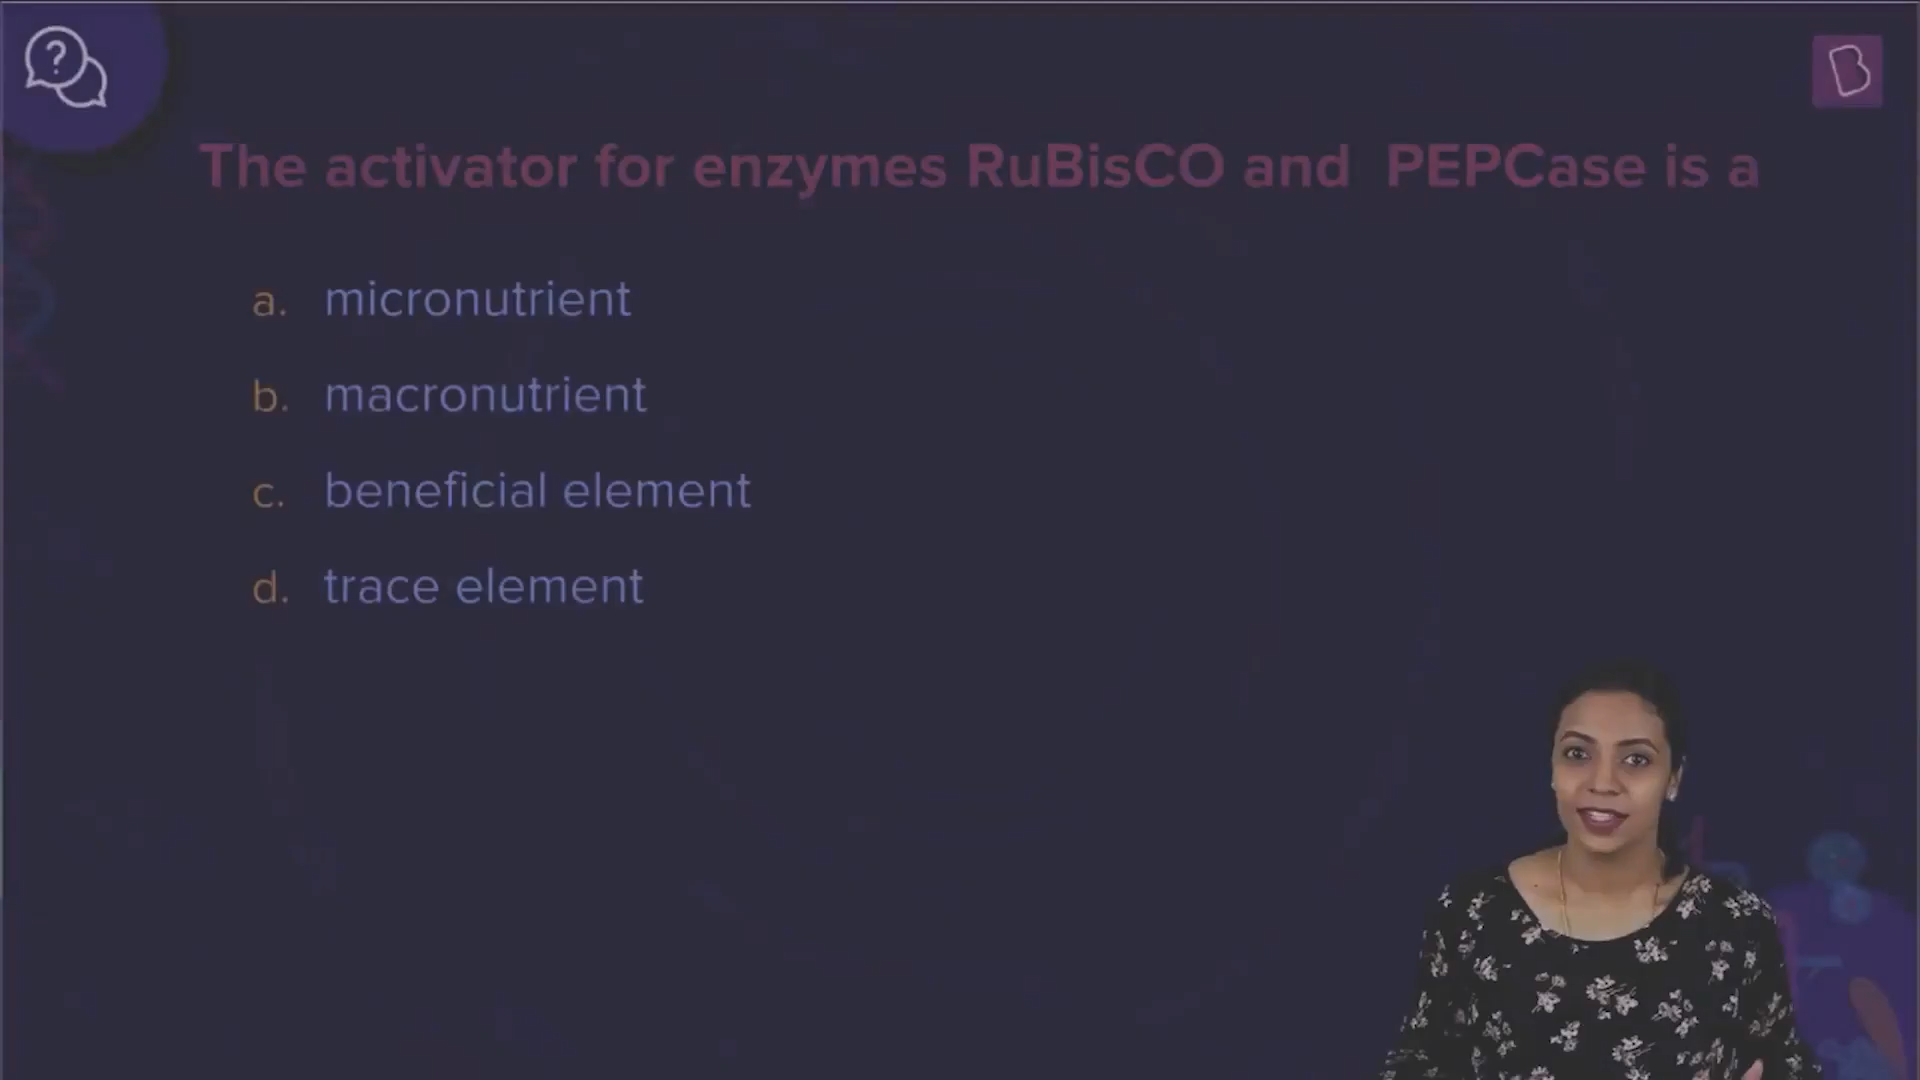 The activator for enzymes RuBisCO and PEPCase is a
a. micronutrient
b. macronutrient
c. beneficial element
d. trace element